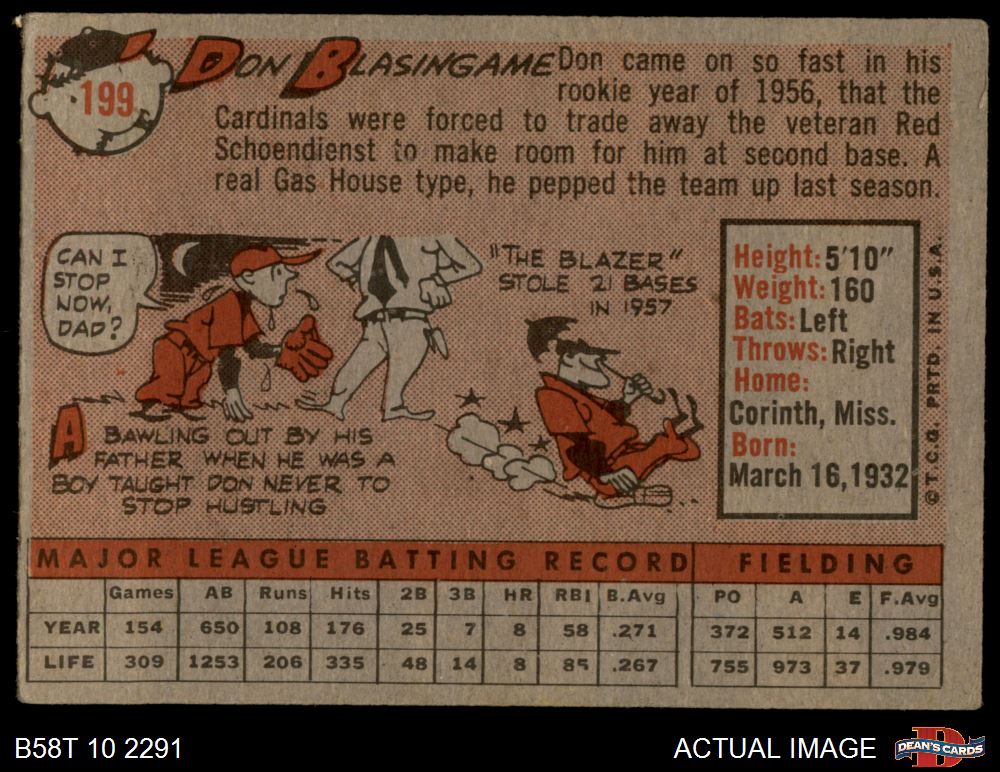 199
DON BLASINGAME
Don came on so fast in his
rookie year of 1956, that the
Cardinals were forced to trade away the veteran Red
Schoendienst to make room for him at second base. A
real Gas House type, he pepped the team up last season.
CAN I
STOP
NOW,
DAD?
A BAWLING OUT BY HIS
FATHER WHEN HE WAS A
BOY TAUGHT DON NEVER TO
STOP HUSTLING
"THE BLAZER"
STOLE 21 BASES
IN 1957
Height: 5'10"
Weight: 160
Bats: Left
Throws: Right
Home:
Corinth, Miss.
Born:
March 16, 1932
© T.C.G. PRTD. IN U.S.A.
MAJOR LEAGUE BATTING RECORD FIELDING
Games AB Runs Hits 2B 3B HR RBI B.Avg PO A E F.Avg
YEAR 154 650 108 176 25 7 8 58 .271 372 512 14 .984
LIFE 309 1253 206 335 48 14 8 85 .267 755 973 37 .979
B58T 10 2291
ACTUAL IMAGE
D
DEAN'S CARDS